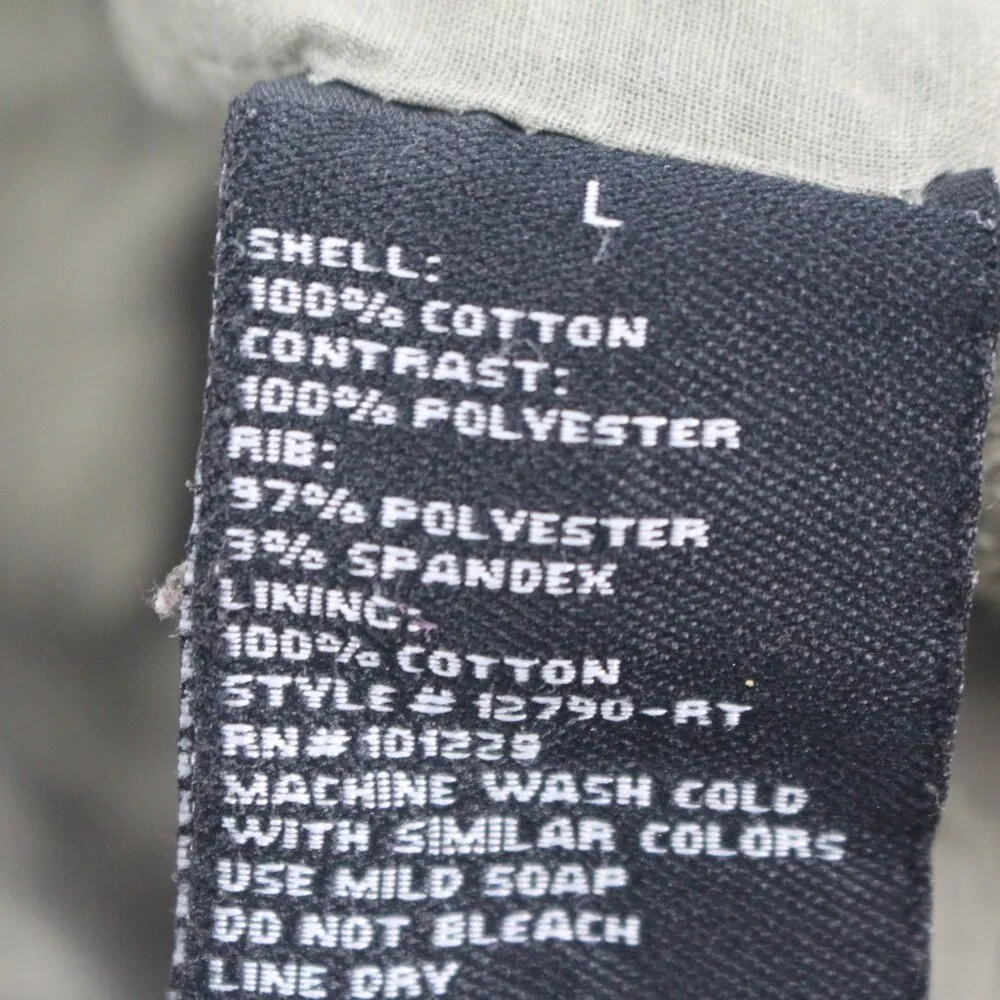 L
SHELL:
100% COTTON
CONTRAST:
100% POLYESTER
RIB:
97% POLYESTER
3% SPANDEX
LINING:
100% COTTON
STYLE # 12790-RT
RN# 101229
MACHINE WASH COLD
WITH SIMILAR COLORS
USE MILD SOAP
DO NOT BLEACH
LINE DRY